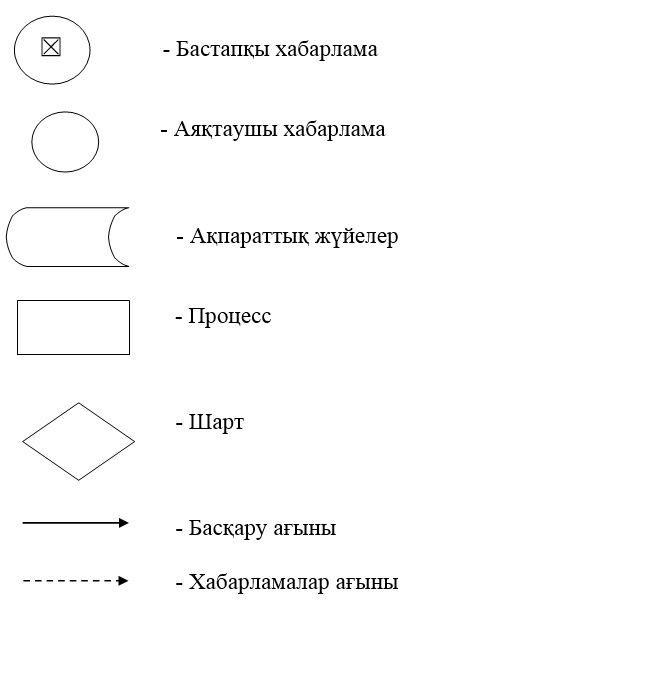 - Бастапқы хабарлама
- Аяқтаушы хабарлама
- Ақпараттық жүйелер
- Процесс
- Шарт
- Басқару ағыны
- Хабарламалар ағыны